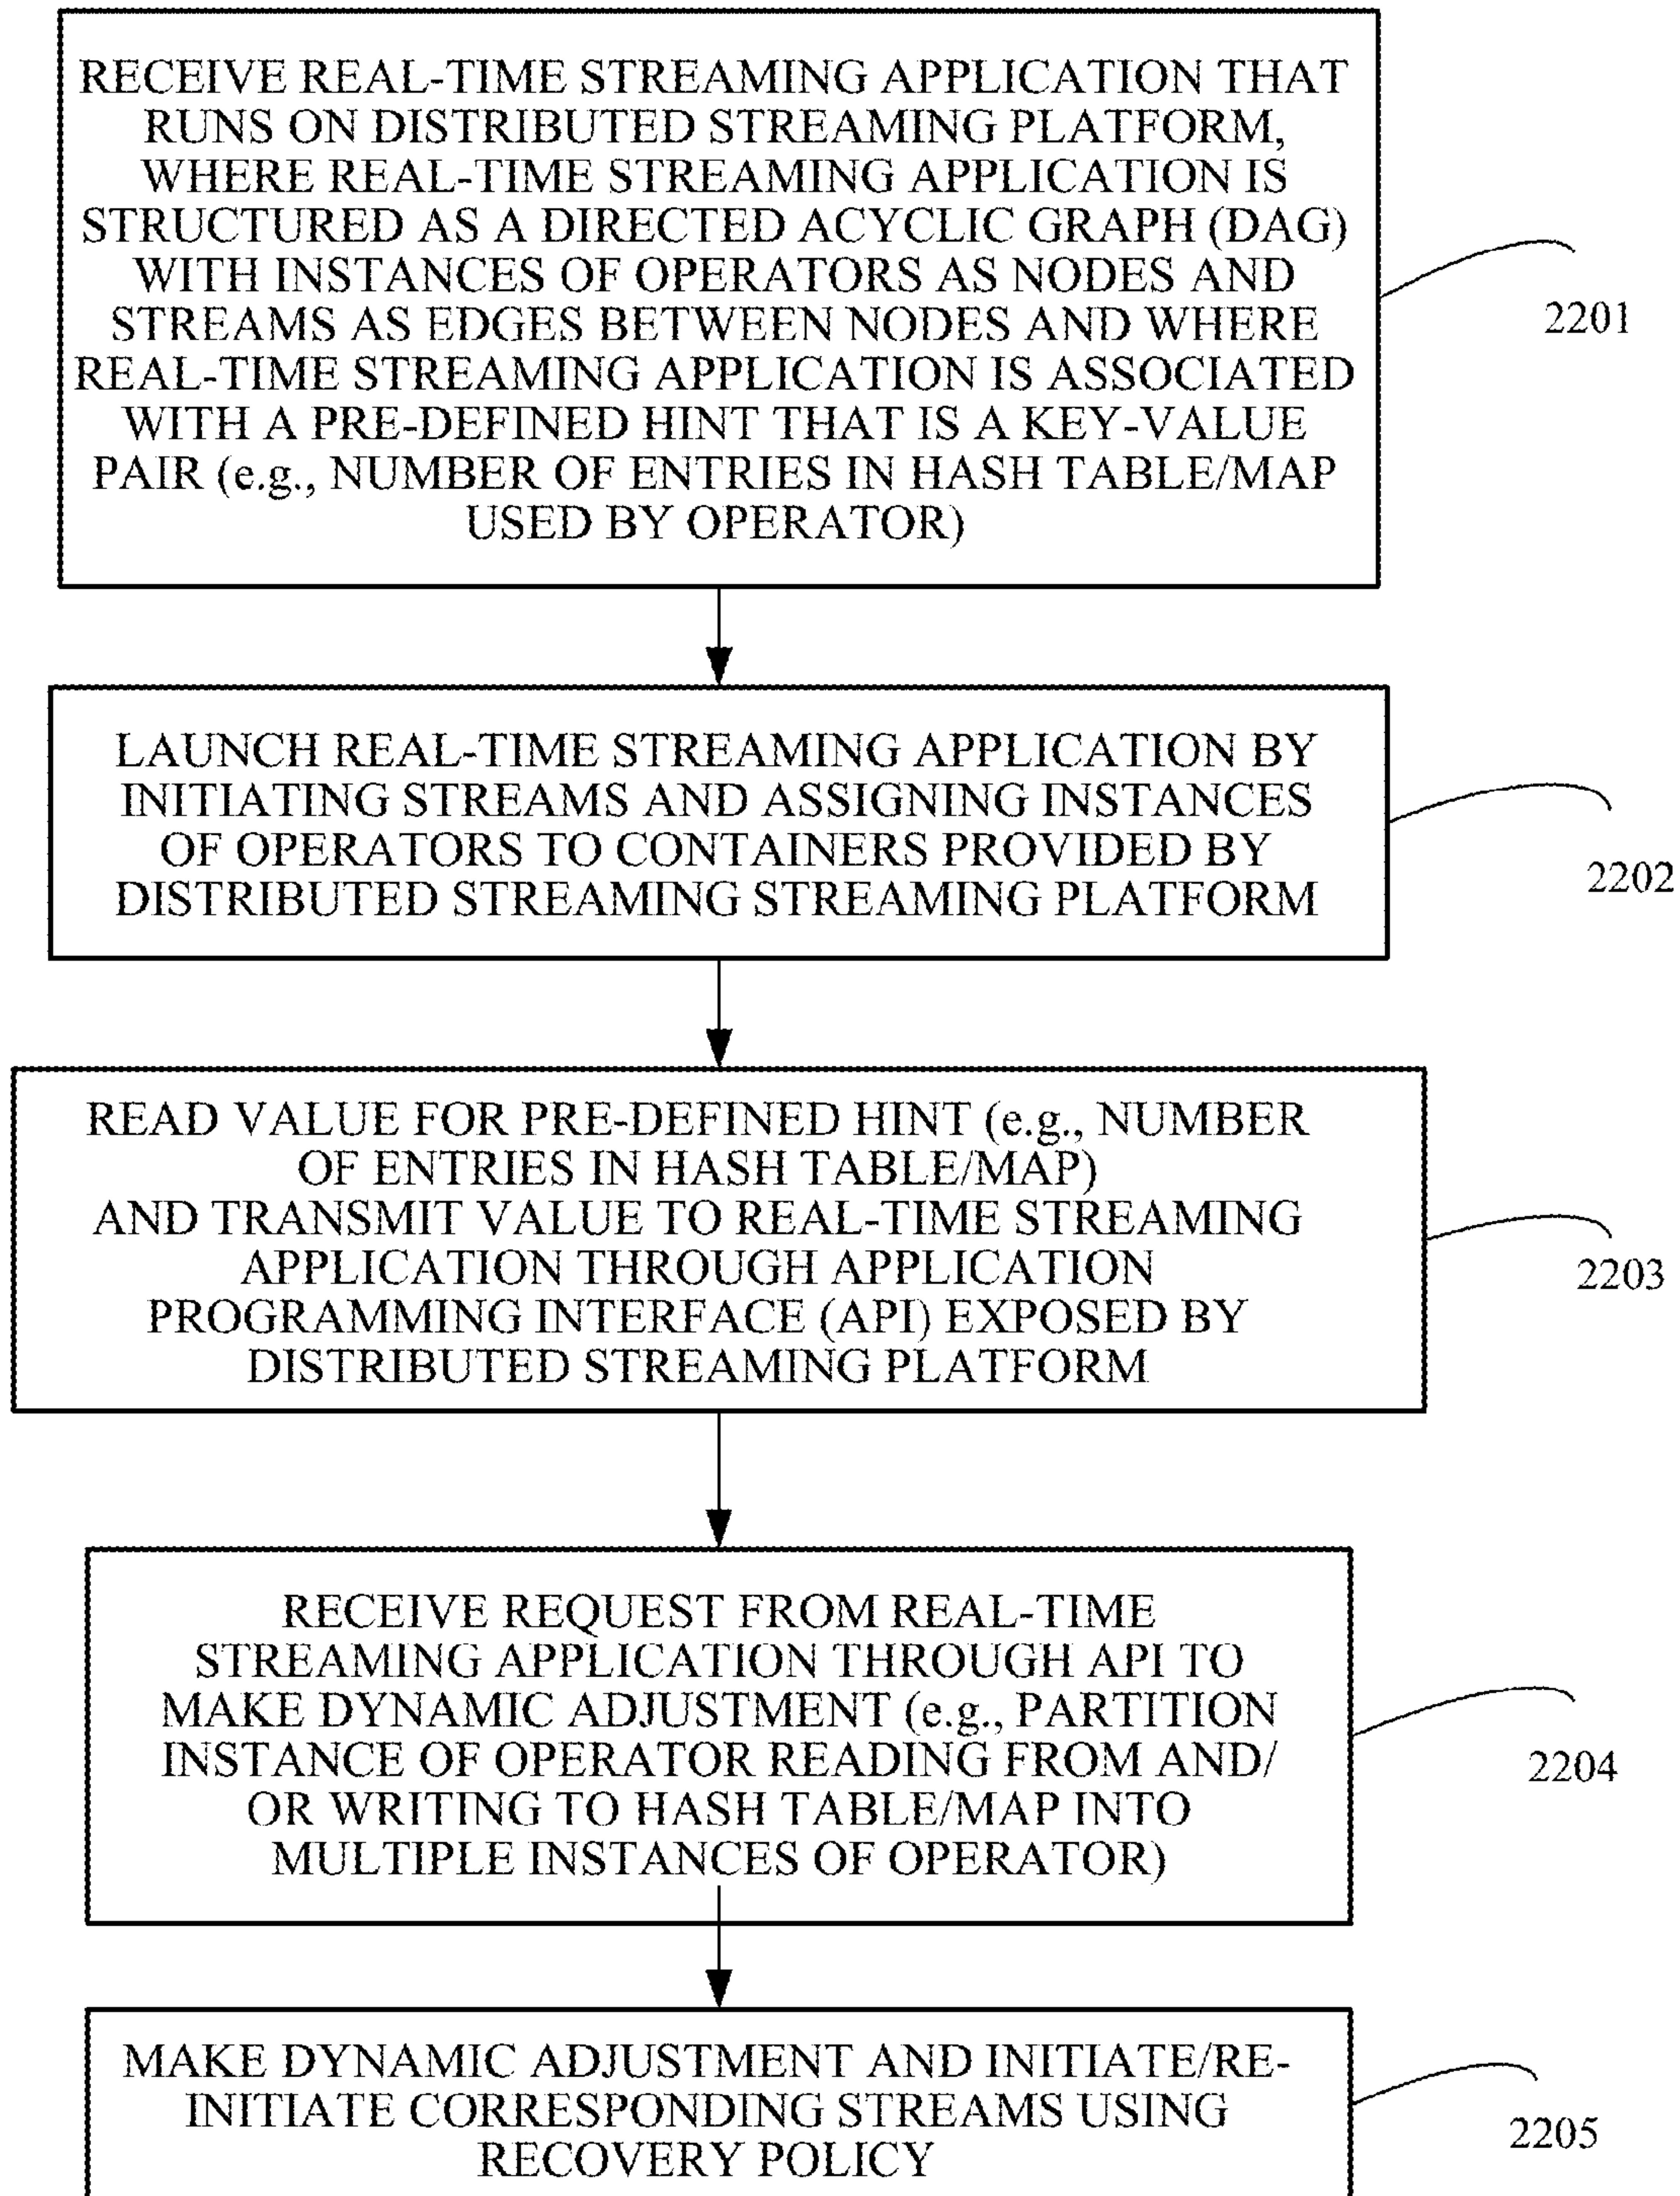 RECEIVE REAL-TIME STREAMING APPLICATION THAT
RUNS ON DISTRIBUTED STREAMING PLATFORM,
WHERE REAL-TIME STREAMING APPLICATION IS
STRUCTURED AS A DIRECTED ACYCLIC GRAPH (DAG)
WITH INSTANCES OF OPERATORS AS NODES AND
STREAMS AS EDGES BETWEEN NODES AND WHERE
REAL-TIME STREAMING APPLICATION IS ASSOCIATED
WITH A PRE-DEFINED HINT THAT IS A KEY-VALUE
PAIR (e.g., NUMBER OF ENTRIES IN HASH TABLE/MAP
USED BY OPERATOR)
2201
LAUNCH REAL-TIME STREAMING APPLICATION BY
INITIATING STREAMS AND ASSIGNING INSTANCES
OF OPERATORS TO CONTAINERS PROVIDED BY
DISTRIBUTED STREAMING STREAMING PLATFORM
2202
READ VALUE FOR PRE-DEFINED HINT (e.g., NUMBER
OF ENTRIES IN HASH TABLE/MAP)
AND TRANSMIT VALUE TO REAL-TIME STREAMING
APPLICATION THROUGH APPLICATION
PROGRAMMING INTERFACE (API) EXPOSED BY
DISTRIBUTED STREAMING PLATFORM
2203
RECEIVE REQUEST FROM REAL-TIME
STREAMING APPLICATION THROUGH API TO
MAKE DYNAMIC ADJUSTMENT (e.g., PARTITION
INSTANCE OF OPERATOR READING FROM AND/
OR WRITING TO HASH TABLE/MAP INTO
MULTIPLE INSTANCES OF OPERATOR)
2204
MAKE DYNAMIC ADJUSTMENT AND INITIATE/RE-
INITIATE CORRESPONDING STREAMS USING
RECOVERY POLICY
2205